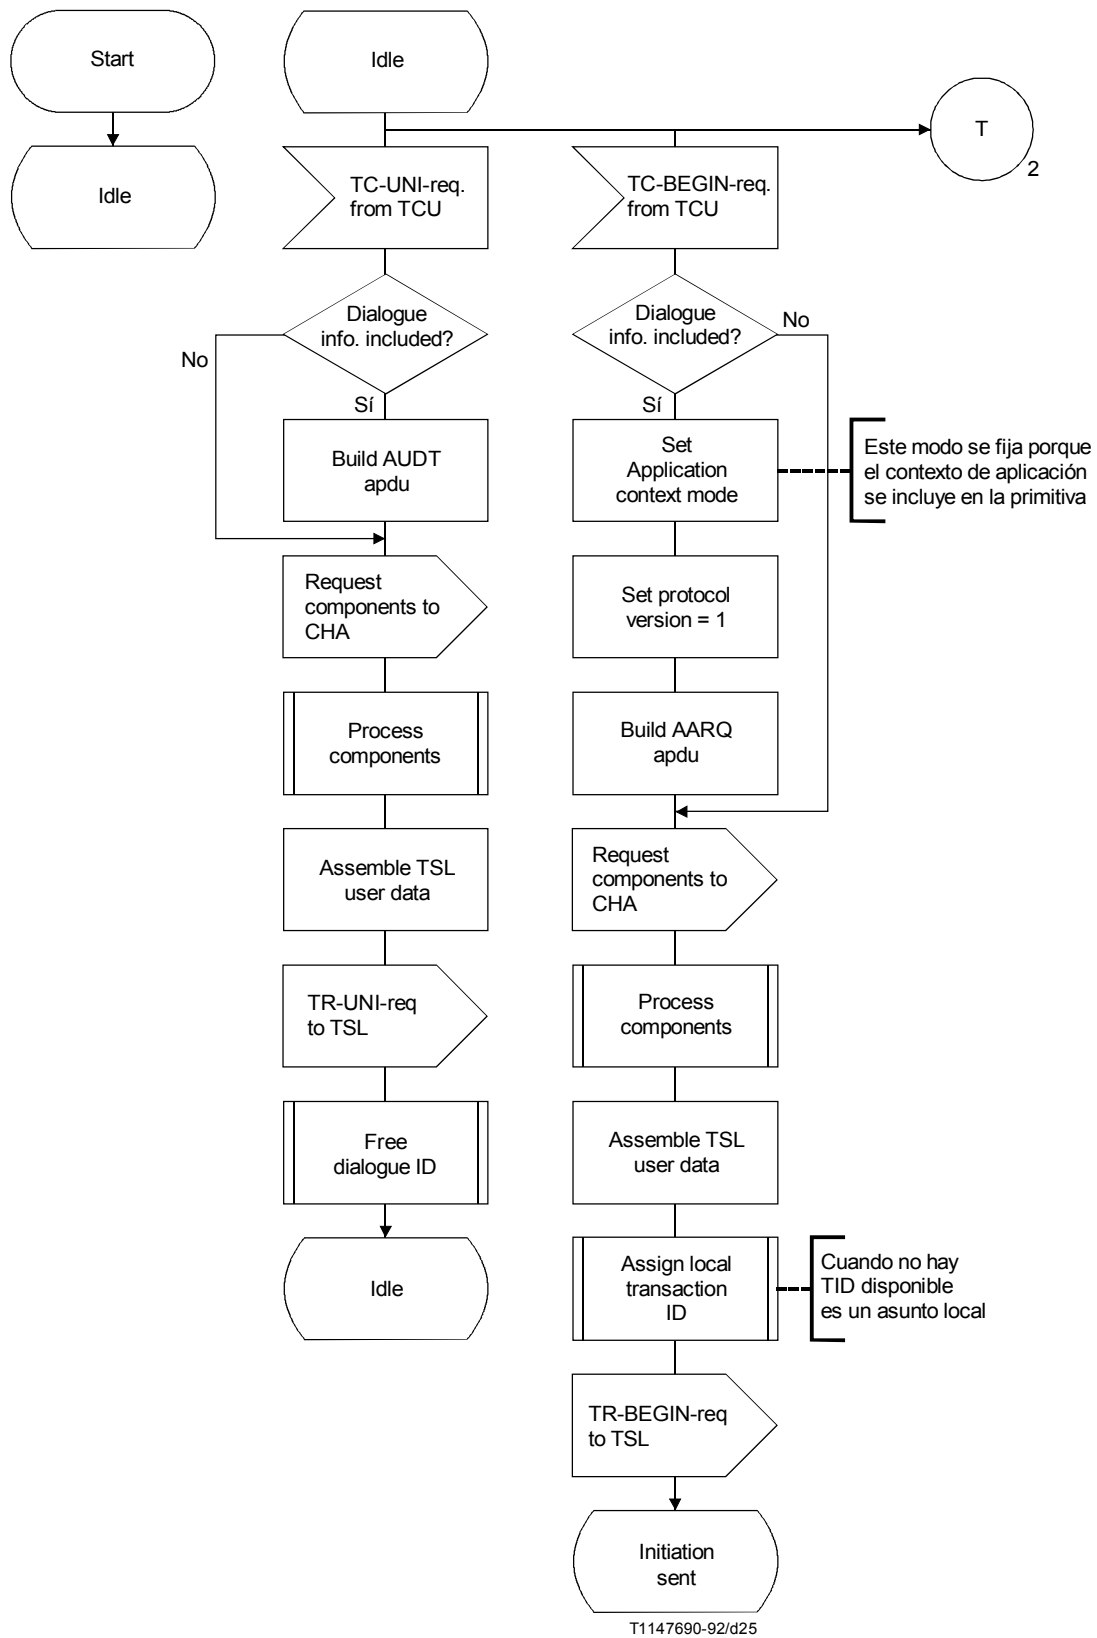 Start
Idle
Idle
T
2
TC-UNI-req.
from TCU
TC-BEGIN-req.
from TCU
Dialogue
info. included?
No
Sí
Dialogue
info. included?
No
Sí
Build AUDT
apdu
Set
Application
context mode
Este modo se fija porque
el contexto de aplicación
se incluye en la primitiva
Request
components to
CHA
Set protocol
version = 1
Process
components
Build AARQ
apdu
Assemble TSL
user data
Request
components to
CHA
TR-UNI-req
to TSL
Process
components
Free
dialogue ID
Assemble TSL
user data
Idle
Assign local
transaction
ID
Cuando no hay
TID disponible
es un asunto local
TR-BEGIN-req
to TSL
Initiation
sent
T1147690-92/d25